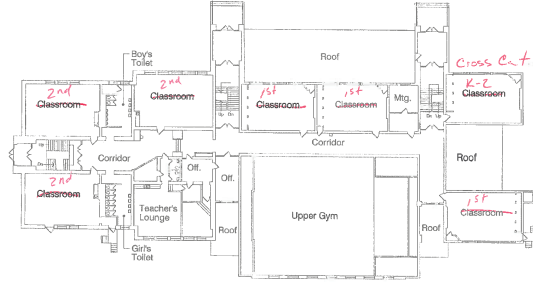 Boy's
Toilet
Roof
Cross Cat.
2nd
Classroom
2nd
Classroom
1st
Classroom
1st
Classroom
Mtg.
K-2
Classroom
Up
Dn
Up
Dn
Up
Dn
Corridor
Corridor
Off.
Off.
Roof
2nd
Classroom
Teacher's
Lounge
Upper Gym
1st
Classroom
Roof
Roof
Girl's
Toilet